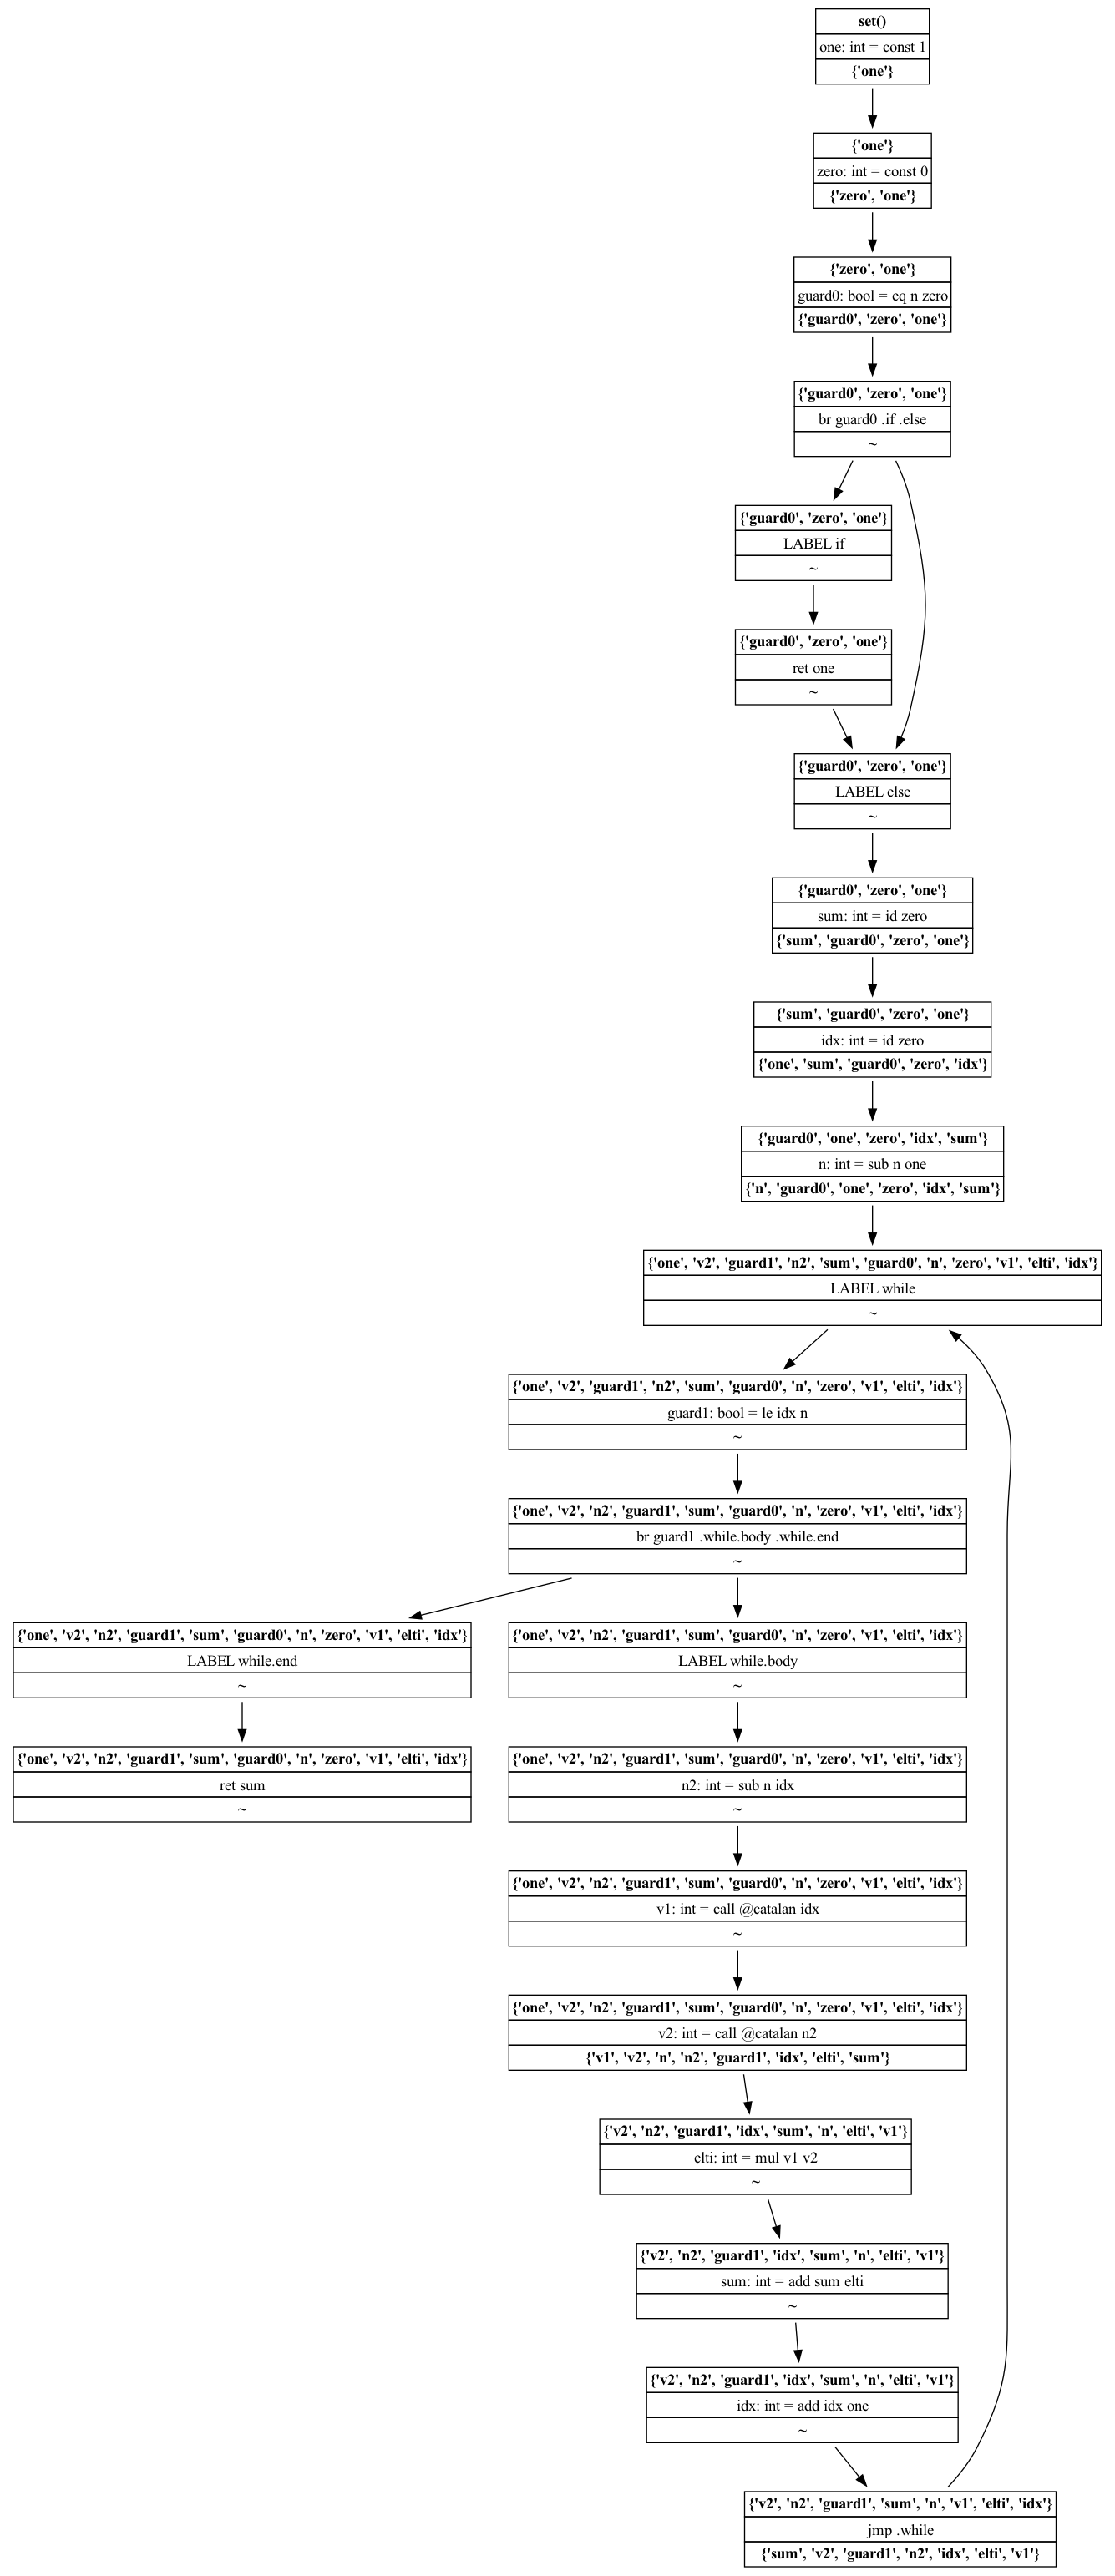 set()
one: int = const 1
{'one'}
{'one'}
zero: int = const 0
{'zero', 'one'}
{'zero', 'one'}
guard0: bool = eq n zero
{'guard0', 'zero', 'one'}
{'guard0', 'zero', 'one'}
br guard0 .if .else
~
{'guard0', 'zero', 'one'}
LABEL if
~
{'guard0', 'zero', 'one'}
ret one
~
{'guard0', 'zero', 'one'}
LABEL else
~
{'guard0', 'zero', 'one'}
sum: int = id zero
{'sum', 'guard0', 'zero', 'one'}
{'sum', 'guard0', 'zero', 'one'}
idx: int = id zero
{'one', 'sum', 'guard0', 'zero', 'idx'}
{'guard0', 'one', 'zero', 'idx', 'sum'}
n: int = sub n one
{'n', 'guard0', 'one', 'zero', 'idx', 'sum'}
{'one', 'v2', 'guard1', 'n2', 'sum', 'guard0', 'n', 'zero', 'v1', 'elti', 'idx'}
LABEL while
~
{'one', 'v2', 'guard1', 'n2', 'sum', 'guard0', 'n', 'zero', 'v1', 'elti', 'idx'}
guard1: bool = le idx n
~
{'one', 'v2', 'n2', 'guard1', 'sum', 'guard0', 'n', 'zero', 'v1', 'elti', 'idx'}
br guard1 .while.body .while.end
~
{'one', 'v2', 'n2', 'guard1', 'sum', 'guard0', 'n', 'zero', 'v1', 'elti', 'idx'}
LABEL while.end
~
{'one', 'v2', 'n2', 'guard1', 'sum', 'guard0', 'n', 'zero', 'v1', 'elti', 'idx'}
ret sum
~
{'one', 'v2', 'n2', 'guard1', 'sum', 'guard0', 'n', 'zero', 'v1', 'elti', 'idx'}
LABEL while.body
~
{'one', 'v2', 'n2', 'guard1', 'sum', 'guard0', 'n', 'zero', 'v1', 'elti', 'idx'}
n2: int = sub n idx
~
{'one', 'v2', 'n2', 'guard1', 'sum', 'guard0', 'n', 'zero', 'v1', 'elti', 'idx'}
v1: int = call @catalan idx
~
{'one', 'v2', 'n2', 'guard1', 'sum', 'guard0', 'n', 'zero', 'v1', 'elti', 'idx'}
v2: int = call @catalan n2
{'v1', 'v2', 'n', 'n2', 'guard1', 'idx', 'elti', 'sum'}
{'v2', 'n2', 'guard1', 'idx', 'sum', 'n', 'elti', 'v1'}
elti: int = mul v1 v2
~
{'v2', 'n2', 'guard1', 'idx', 'sum', 'n', 'elti', 'v1'}
sum: int = add sum elti
~
{'v2', 'n2', 'guard1', 'idx', 'sum', 'n', 'elti', 'v1'}
idx: int = add idx one
~
{'v2', 'n2', 'guard1', 'sum', 'n', 'v1', 'elti', 'idx'}
jmp .while
{'sum', 'v2', 'guard1', 'n2', 'idx', 'elti', 'v1'}